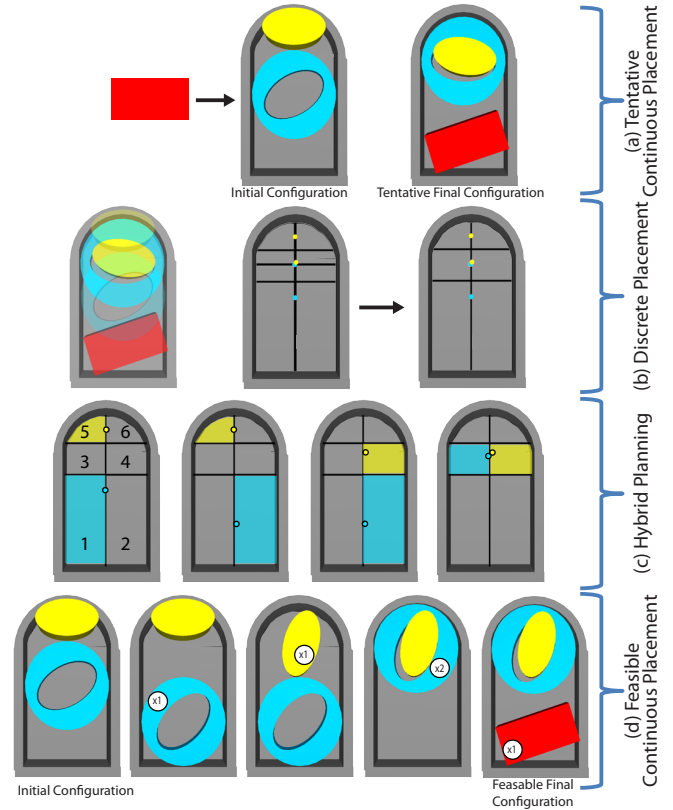 Initial Configuration
Tentative Final Configuration
(a) Tentative
Continuous Placement
(b) Discrete Placement
5 6
3 4
1 2
(c) Hybrid Planning
x1
x1
x2
x1
Initial Configuration
Feasable Final
Configuration
(d) Feasible
Continuous Placement